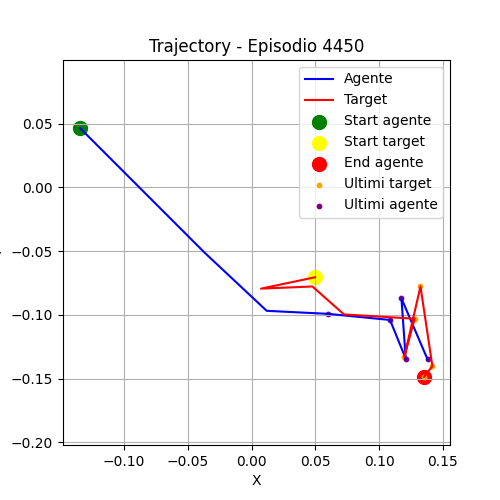 Trajectory - Episodio 4450
Agente
Target
Start agente
Start target
End agente
Ultimi target
Ultimi agente
0.05
0.00
−0.05
−0.10
−0.15
−0.20
−0.10
−0.05
0.00
0.05
0.10
0.15
X